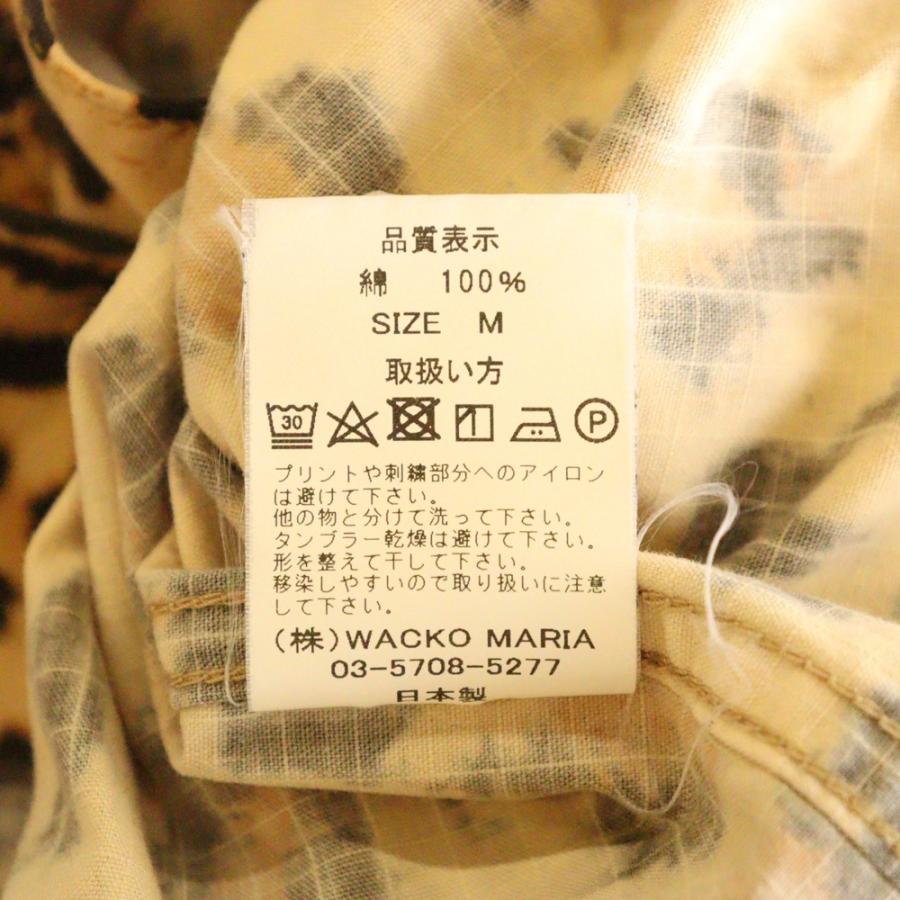 品質表示
綿 100%
SIZE M
取扱い方
30 P
プリントや刺繍部分へのアイロン
は避けて下さい。
他の物と分けて洗って下さい。
タンブラー乾燥は避けて下さい。
形を整えて干して下さい。
移染しやすいので取り扱いに注意
して下さい。
(株)WACKO MARIA
03-5708-5277
日本製